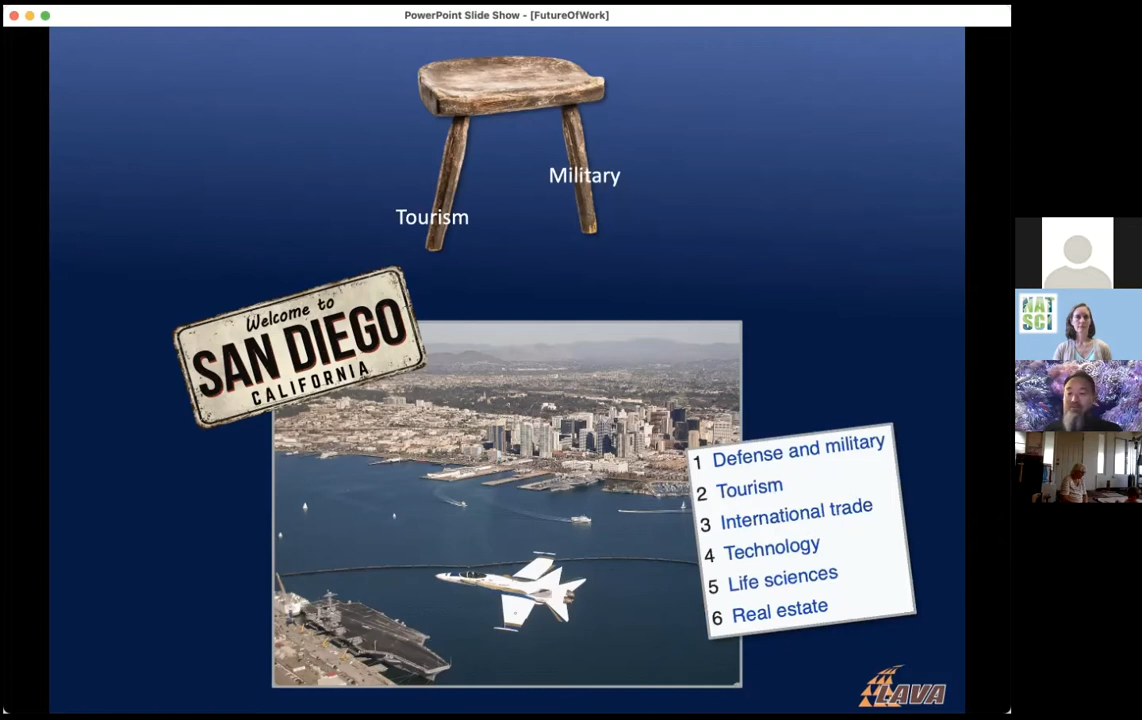 PowerPoint Slide Show - [FutureOfWork]
Military
Tourism
Welcome to
SAN DIEGO
CALIFORNIA
1 Defense and military
2 Tourism
3 International trade
4 Technology
5 Life sciences
6 Real estate
NAT
SCI
LAVA